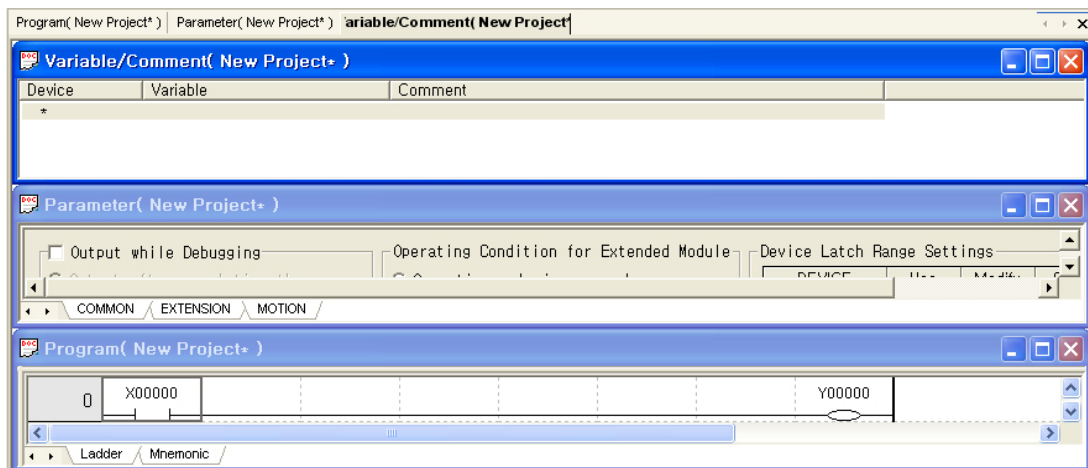 Program( New Project* ) Parameter( New Project* ) ariable/Comment( New Project*
Variable/Comment( New Project* )
Device Variable Comment
*
Parameter( New Project* )
Output while Debugging Operating Condition for Extended Module Device Latch Range Settings
COMMON EXTENSION MOTION
Program( New Project* )
0 X00000 Y00000
Ladder Mnemonic